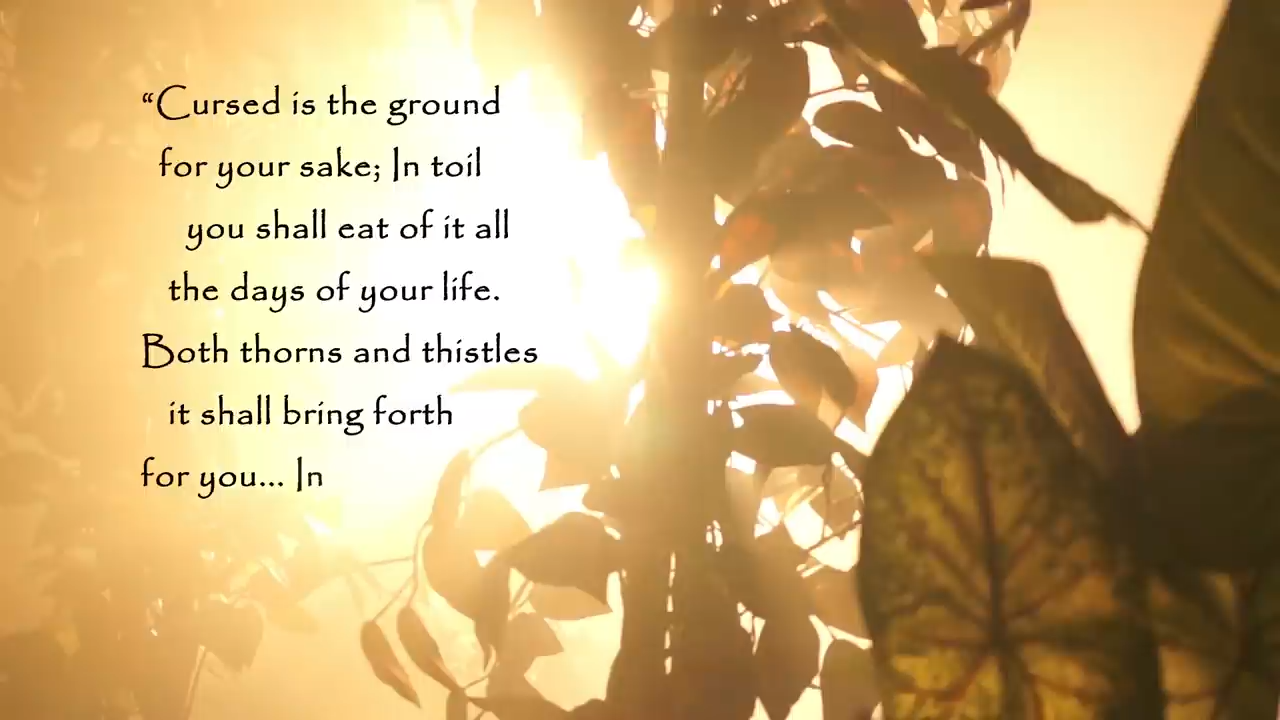 “Cursed is the ground
for your sake; In toil
you shall eat of it all
the days of your life.
Both thorns and thistles
it shall bring forth
for you... In